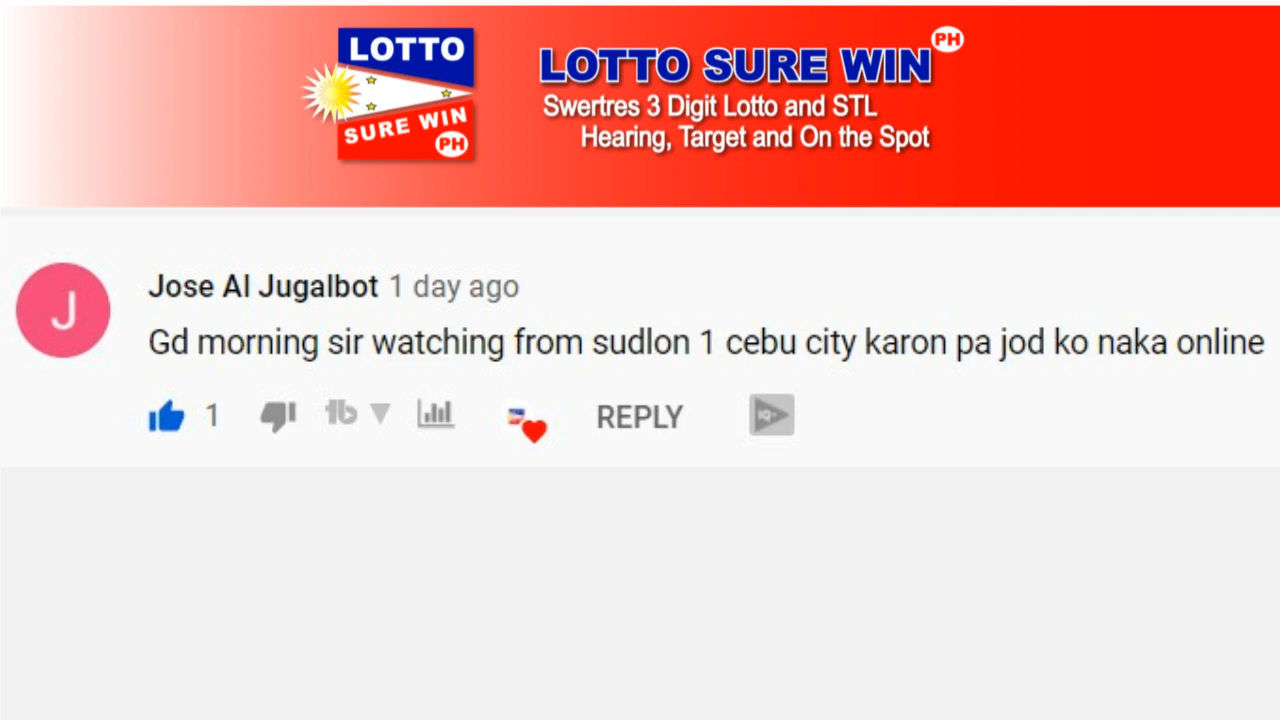 LOTTO
SURE WIN
PH
LOTTO SURE WIN PH
Swertres 3 Digit Lotto and STL
Hearing, Target and On the Spot
J
Jose Al Jugalbot 1 day ago
Gd morning sir watching from sudlon 1 cebu city karon pa jod ko naka online
1 tb REPLY IQ